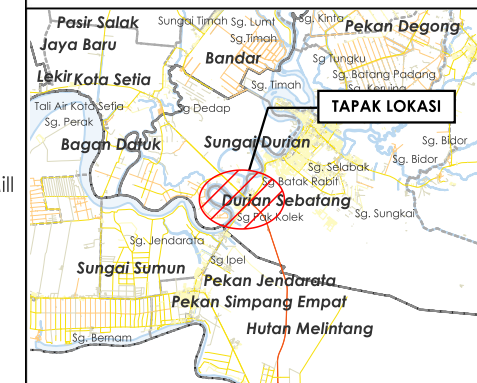 Pasir Salak
Sungai Timah
Sg. Lumt
Sg. Kinta
Pekan Degong
Jaya Baru
Sg.Timah
Bandar
Sg Tungku
Lekir
Kota Setia
Sg. Batang Padang
Sg. Timah
Sg. Keruing
Tali Air Kota Setia
Sg Dedap
TAPAK LOKASI
Sg. Perak
Bagan Datuk
Sungai Durian
Sg. Bidor
Sg. Bidor
ill
Sg. Selabak
Sg Batak Rabit
Durian Sebatang
Sg Pak Kolek
Sg. Sungkai
Sg. Jendarata
Sg Ipel
Sungai Sumun
Pekan Jendarata
Pekan Simpang Empat
Hutan Melintang
Sg. Bernam